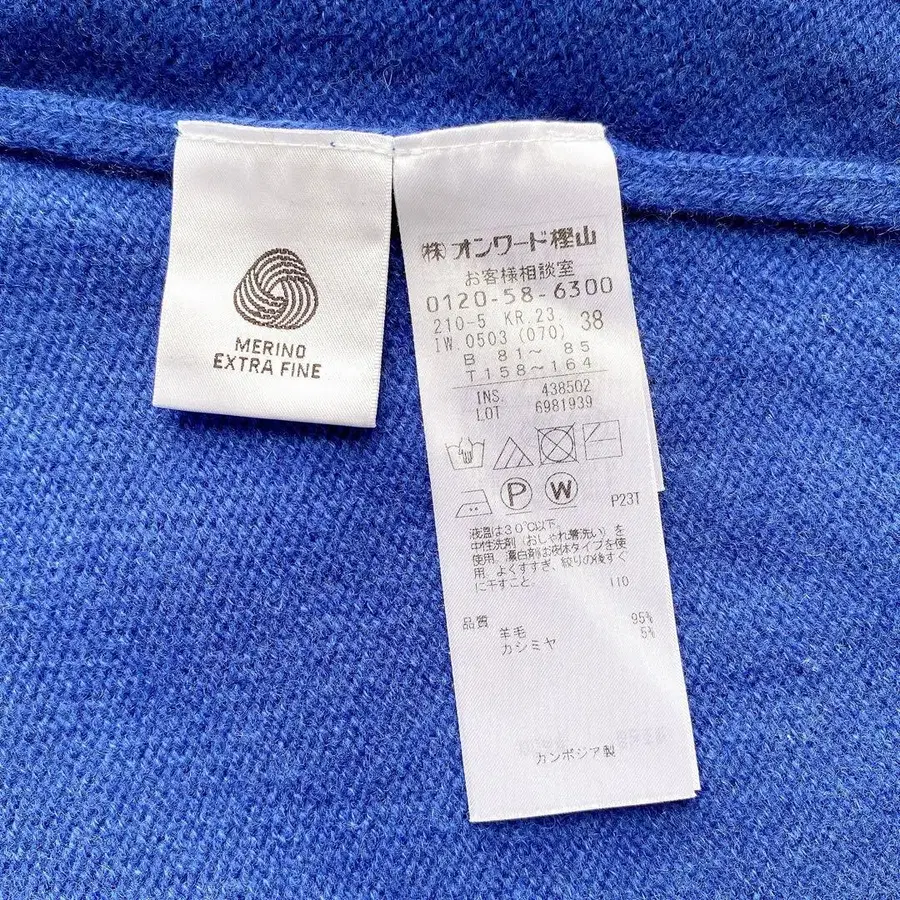 MERINO
EXTRA FINE
(株)オンワード樫山
お客様相談室
0120-58-6300
210-5 KR 23 38
IW.0503 (070)
B 81～ 85
T158～164
INS. 438502
LOT 6981939
P W
P23T
液温は30℃以下。
中性洗剤(おしゃれ着洗い)を
使用。漂白剤は液体タイプを使
用。よくすすぎ、絞りの後すぐ
に干すこと。 110
品質 95%
羊毛 5%
カシミヤ
カンボジア製